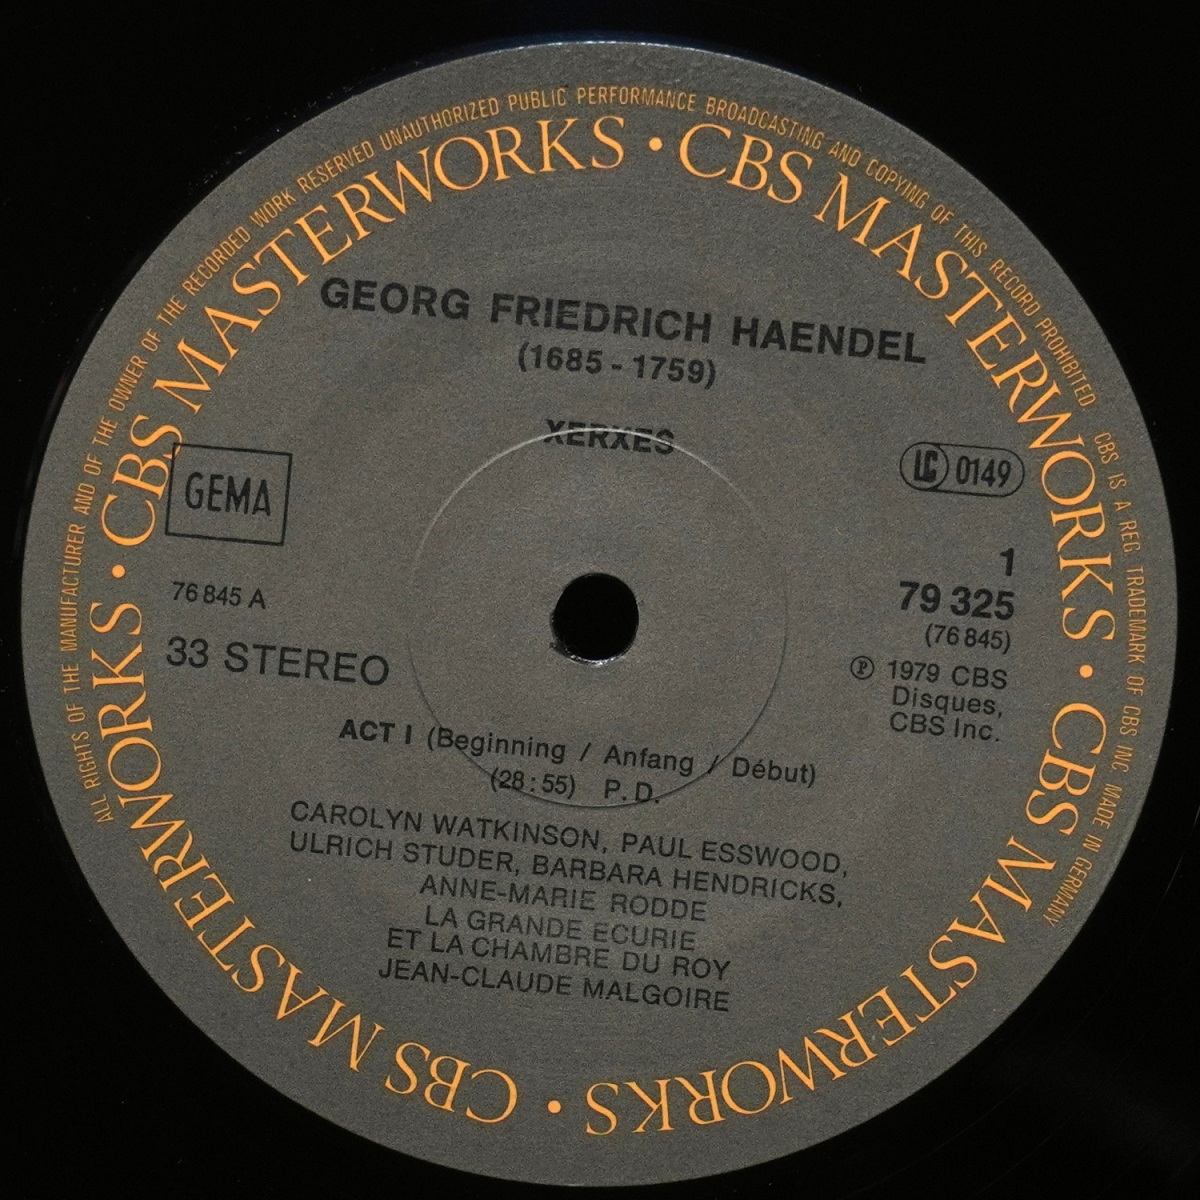 ALL RIGHTS OF THE MANUFACTURER AND OF THE OWNER OF THE RECORDED WORK RESERVED UNAUTHORIZED PUBLIC PERFORMANCE BROADCASTING AND COPYING OF THIS RECORD PROHIBITED CBS IS A REG. TRADEMARK OF CBS INC MADE IN GERMANY
CBS MASTERWORKS · CBS MASTERWORKS · CBS MASTERWORKS · CBS MASTERWORKS ·
GEORG FRIEDRICH HAENDEL
(1685 - 1759)
XERXES
GEMA
LC 0149
76 845 A
33 STEREO
1
79 325
(76 845)
℗ 1979 CBS
Disques,
CBS Inc.
ACT I (Beginning / Anfang / Début)
(28:55) P.D.
CAROLYN WATKINSON, PAUL ESSWOOD,
ULRICH STUDER, BARBARA HENDRICKS,
ANNE-MARIE RODDE
LA GRANDE ECURIE
ET LA CHAMBRE DU ROY
JEAN-CLAUDE MALGOIRE